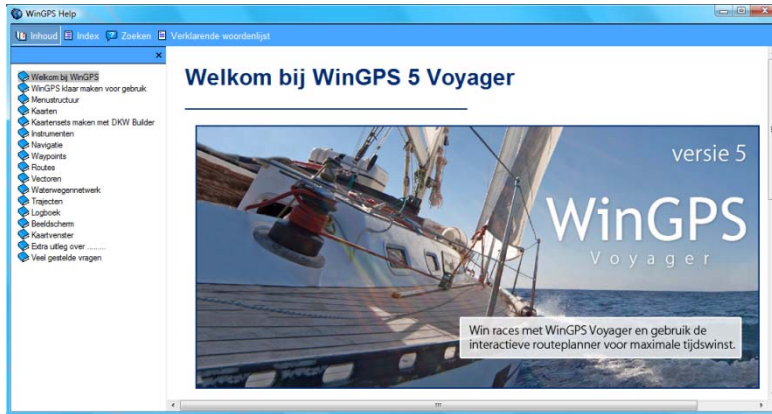 WinGPS Help
Inhoud Index Zoeken Verklarende woordenlijst
Welkom bij WinGPS
WinGPS klaar maken voor gebruik
Menustructuur
Kaarten
Kaartensets maken met DKW Builder
Instrumenten
Navigatie
Waypoints
Routes
Vectoren
Waterwegennetwerk
Trajecten
Logboek
Beeldscherm
Kaartvenster
Extra uitleg over .........
Veel gestelde vragen
Welkom bij WinGPS 5 Voyager
versie 5
WinGPS
Voyager
Win races met WinGPS Voyager en gebruik de
interactieve routeplanner voor maximale tijdswinst.